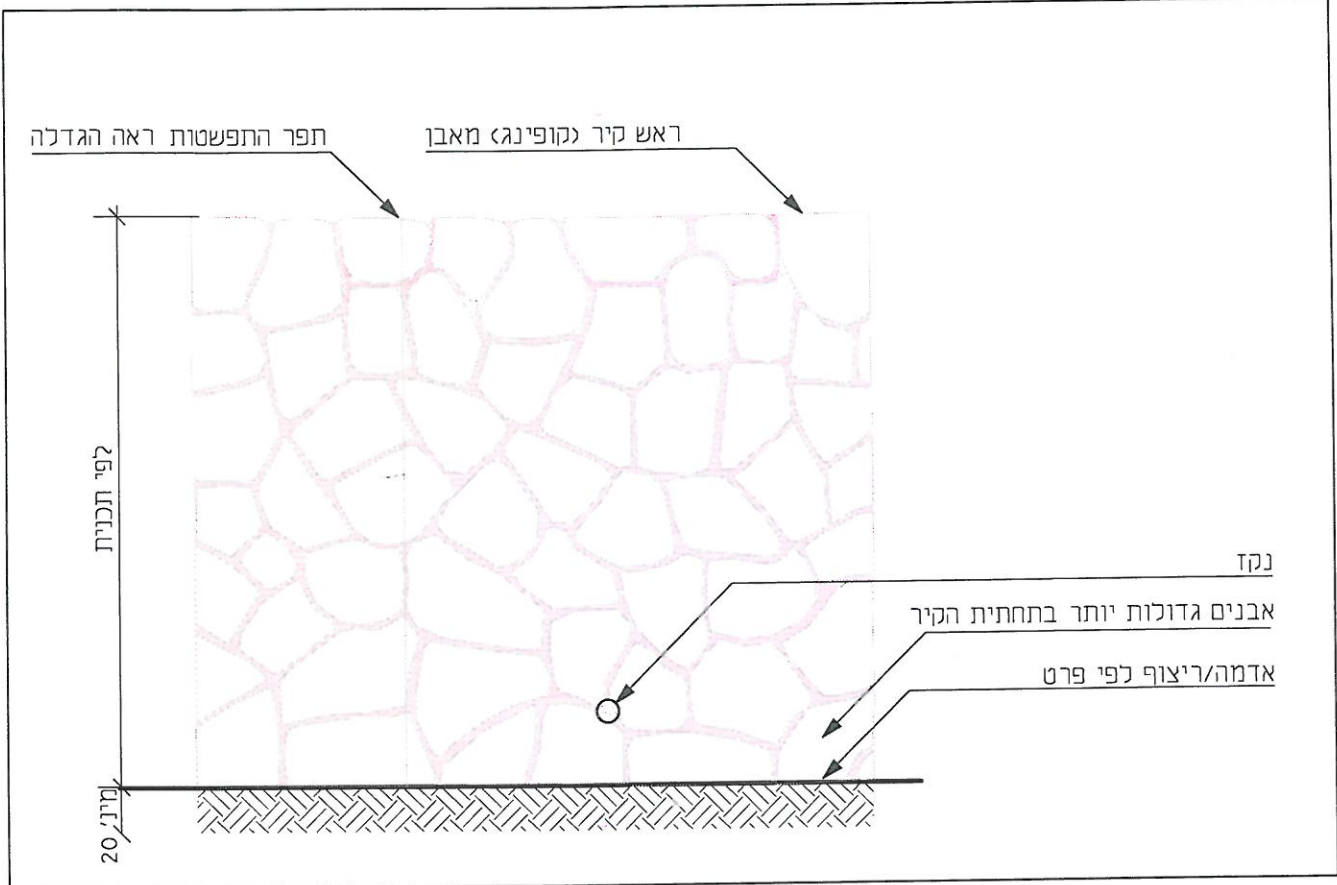 ראש קיר (קופינג) מאבן
תפר התפשטות ראה הגדלה
לפי תכנית
נקז
אבנים גדולות יותר בתחתית הקיר
אדמה/ריצוף לפי פרט
מינ' 20